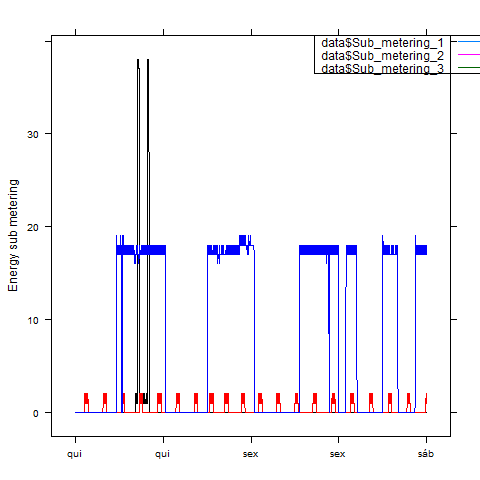 data$Sub_metering_1
data$Sub_metering_2
data$Sub_metering_3
Energy sub metering
30
20
10
0
qui
qui
sex
sex
sáb